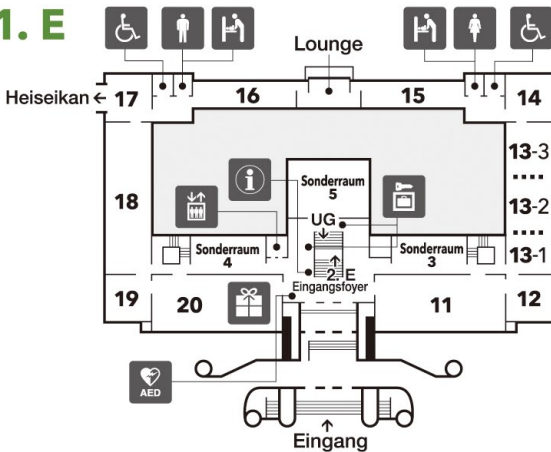 1. E
Lounge
Heiseikan ← 17
16
15
14
13-3
18
Sonderraum
5
13-2
UG
Sonderraum
4
Sonderraum
3
13-1
2. E
Eingangsfoyer
19
20
11
12
AED
Eingang